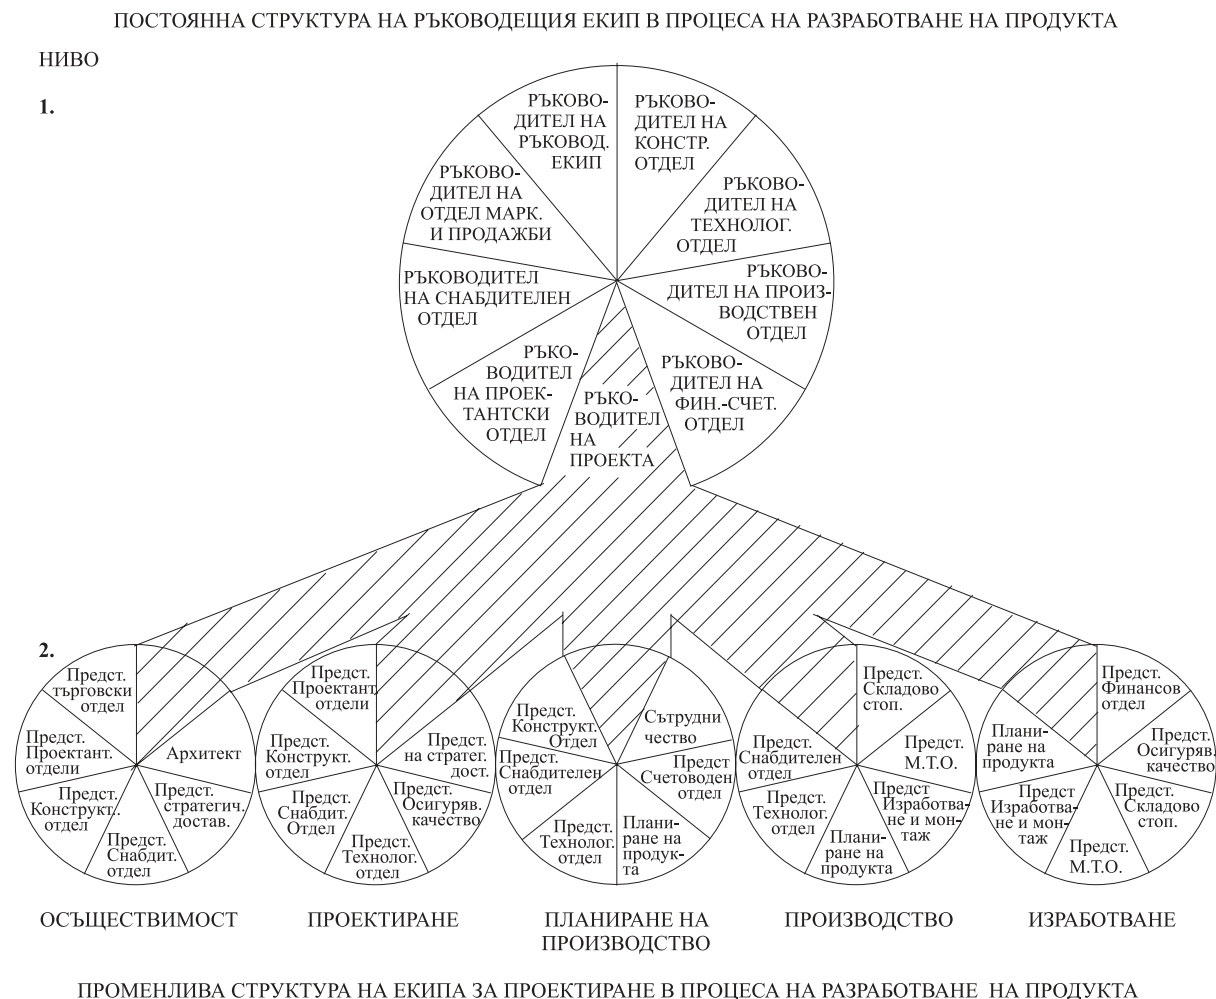 ПОСТОЯННА СТРУКТУРА НА РЪКОВОДЕЩИЯ ЕКИП В ПРОЦЕСА НА РАЗРАБОТВАНЕ НА ПРОДУКТА
НИВО
1.
РЪКОВО-
ДИТЕЛ НА
РЪКОВОД.
ЕКИП
РЪКОВО-
ДИТЕЛ НА
КОНСТР.
ОТДЕЛ
РЪКОВО-
ДИТЕЛ НА
ТЕХНОЛОГ.
ОТДЕЛ
РЪКОВО-
ДИТЕЛ НА ПРОИЗ-
ВОДСТВЕН
ОТДЕЛ
РЪКОВО-
ДИТЕЛ НА
ФИН.-СЧЕТ.
ОТДЕЛ
РЪКО-
ВОДИТЕЛ
НА
ПРОЕКТА
РЪКО-
ВОДИТЕЛ
НА ПРОЕК-
ТАНТСКИ
ОТДЕЛ
РЪКОВОДИТЕЛ
НА СНАБДИТЕЛЕН
ОТДЕЛ
РЪКОВО-
ДИТЕЛ НА
ОТДЕЛ МАРК.
И ПРОДАЖБИ
2.
Предст.
търговски
отдел
Предст.
Проектант.
отдели
Предст.
Конструкт..
отдел
Предст.
Снабдит.
отдел
Предст.
стратегич.
достав.
Архитект
Предст.
Проектант
отдели
Предст.
Конструкт.
отдел
Предст.
Снабдит.
Отдел
Предст.
Технолог.
отдел
Предст.
Осигуряв.
качество
Предст.
на стратег.
дост.
Предст.
Конструкт.
Отдел
Предст.
Снабдителен
отдел
Предст.
Технолог.
отдел
Плани-
ране на
продук-
та
Предст
Счетоводен
отдел
Сътрудни
чество
Предст.
Снабдителен
отдел
Предст.
Технолог.
отдел
Плани-
ране на
продукта
Предст
Изработва-
не и мон-
таж
Предст.
М.Т.О.
Предст.
Складово
стоп.
Плани-
ране на
продукта
Предст
Изработва-
не и мон-
таж
Предст.
М.Т.О.
Предст.
Складово
стоп.
Предст.
Осигуряв.
качество
Предст.
Финансов
отдел
ОСЪЩЕСТВИМОСТ
ПРОЕКТИРАНЕ
ПЛАНИРАНЕ НА
ПРОИЗВОДСТВО
ПРОИЗВОДСТВО
ИЗРАБОТВАНЕ
ПРОМЕНЛИВА СТРУКТУРА НА ЕКИПА ЗА ПРОЕКТИРАНЕ В ПРОЦЕСА НА РАЗРАБОТВАНЕ НА ПРОДУКТА